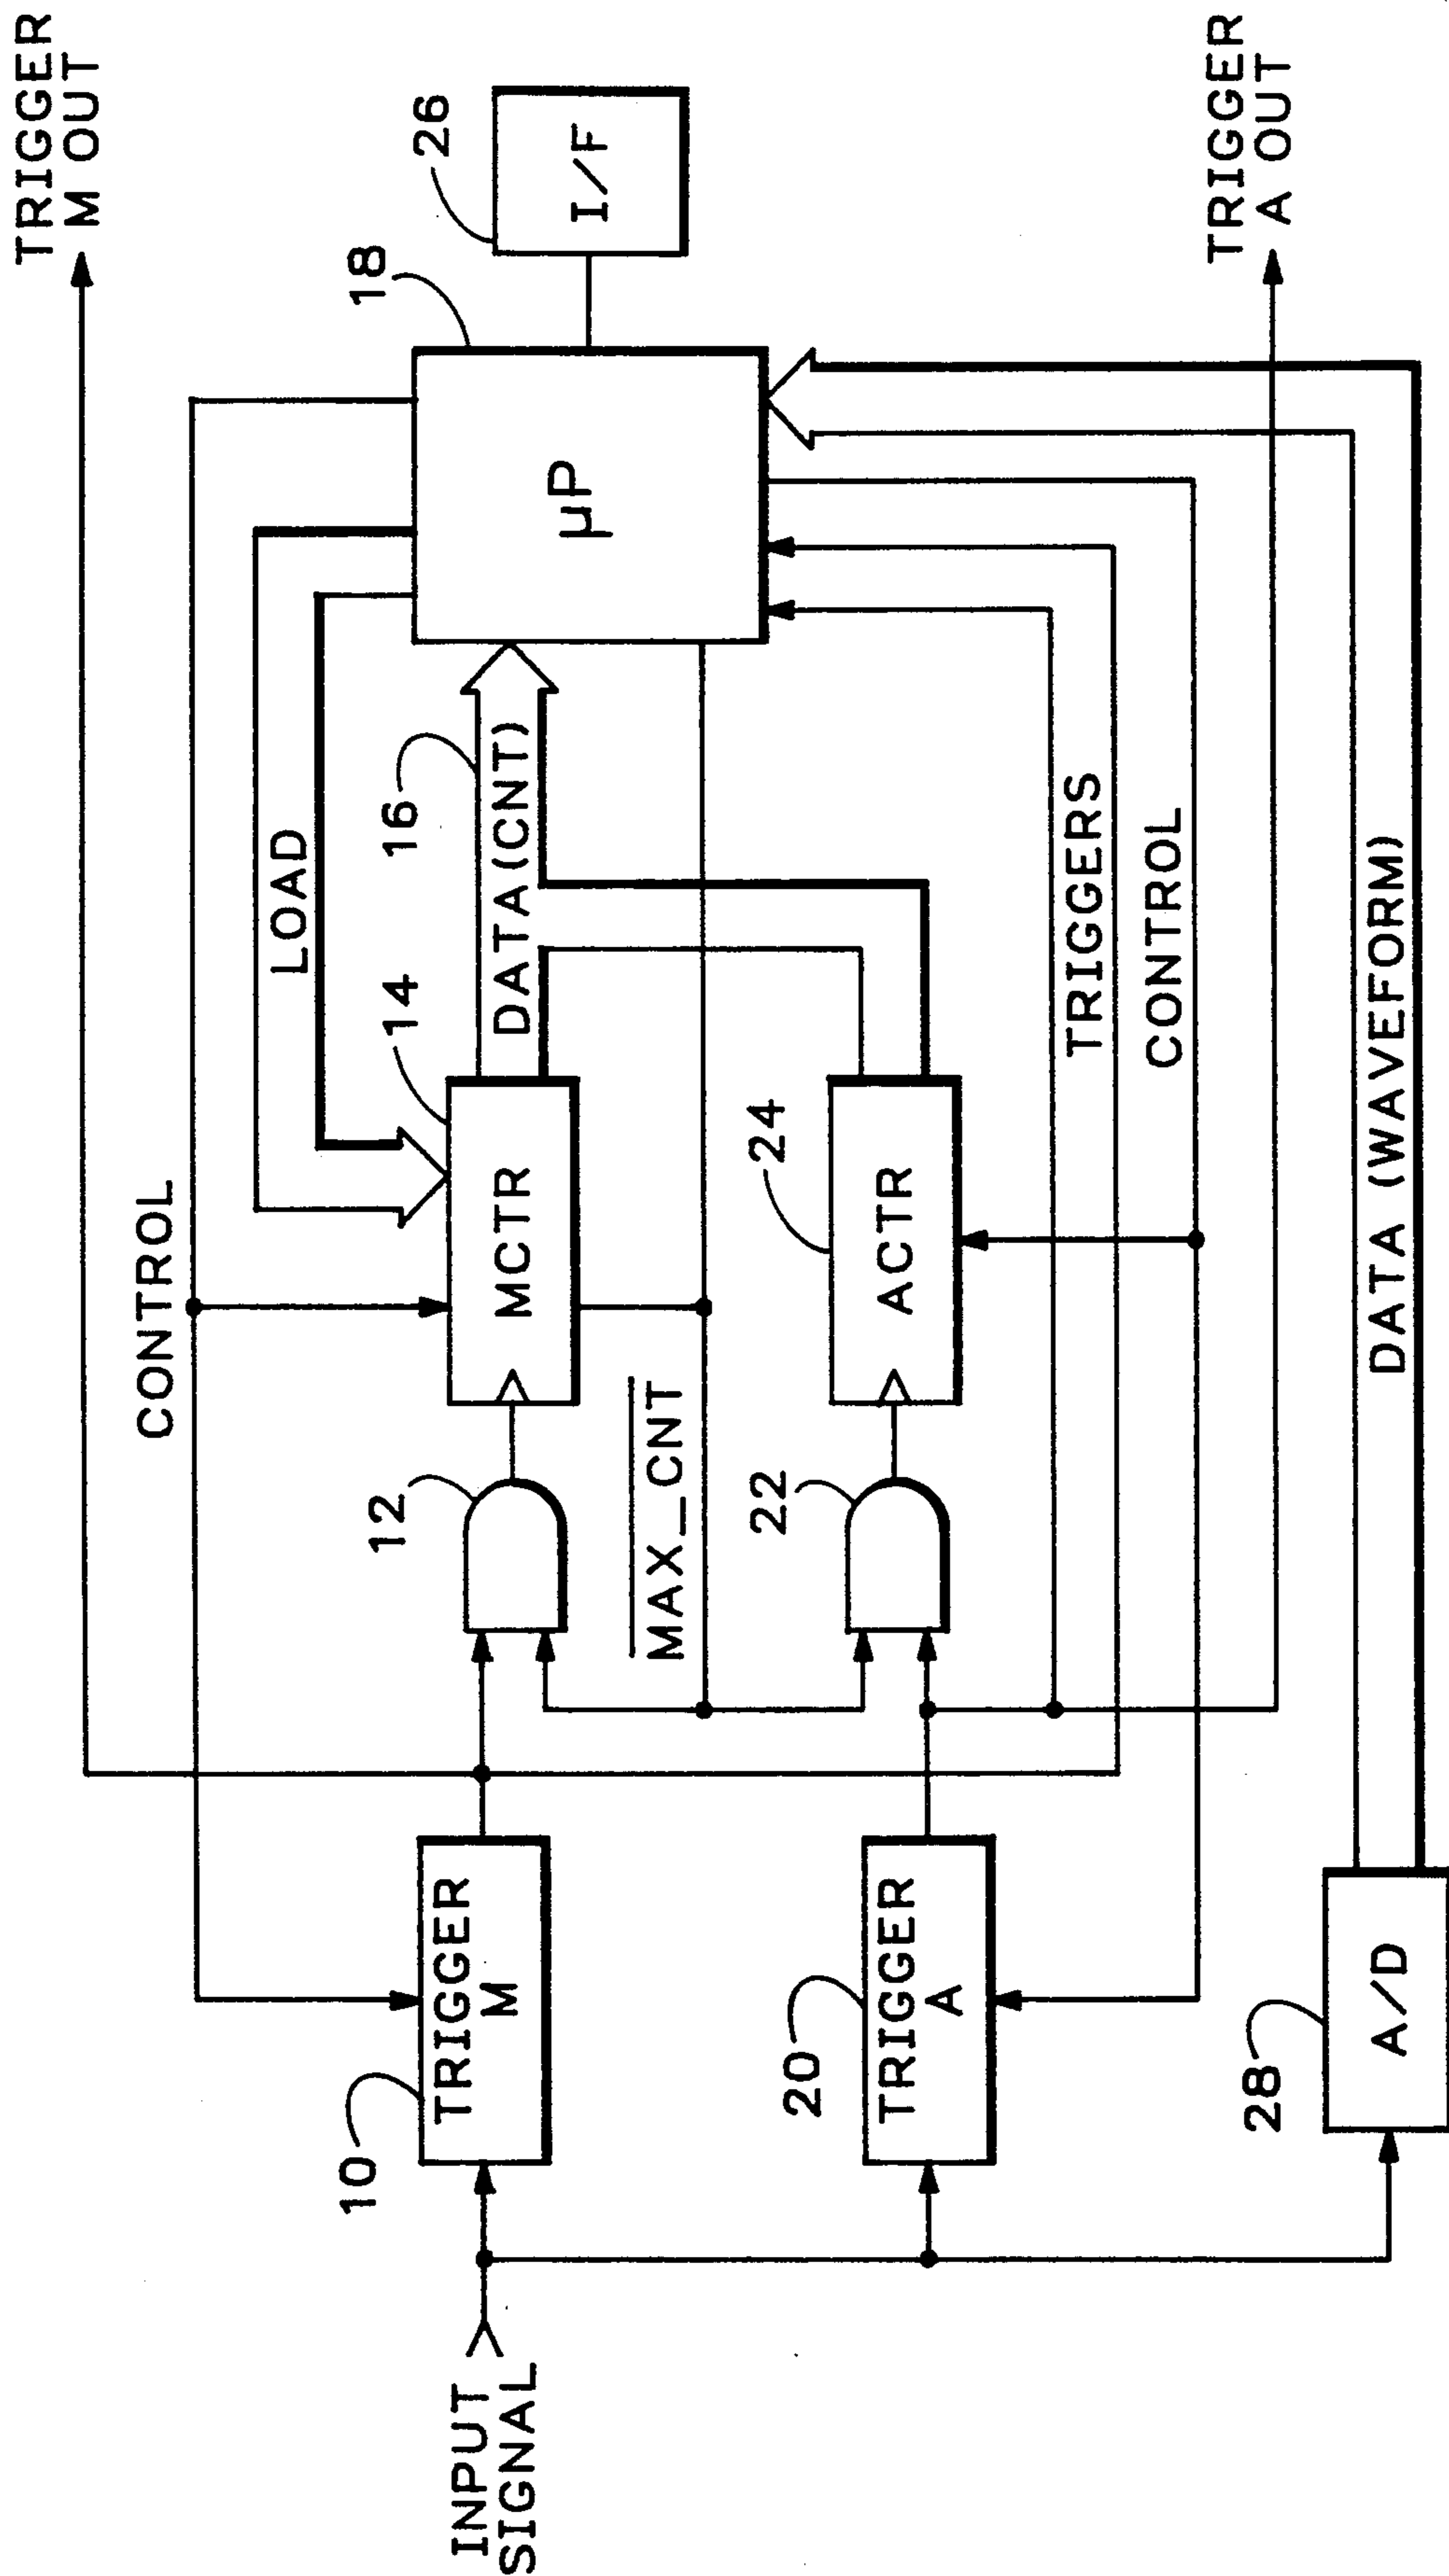 TRIGGER
M OUT
CONTROL
LOAD
18
26
I/F
µP
16
DATA(CNT)
14
MCTR
12
10
TRIGGER
M
INPUT
SIGNAL
MAX_CNT
24
ACTR
22
20
TRIGGER
A
TRIGGERS
CONTROL
TRIGGER
A OUT
DATA (WAVEFORM)
28
A/D